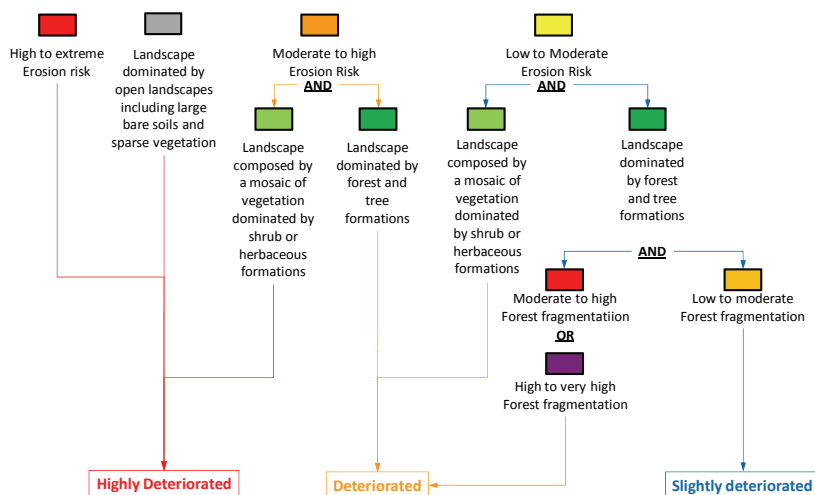 High to extreme
Erosion risk
Landscape
dominated by
open landscapes
including large
bare soils and
sparse vegetation
Moderate to high
Erosion Risk
AND
Low to Moderate
Erosion Risk
AND
Landscape
composed by
a mosaic of
vegetation
dominated by
shrub or
herbaceous
formations
Landscape
dominated by
forest and
tree
formations
Landscape
composed by
a mosaic of
vegetation
dominated
by shrub or
herbaceous
formations
Landscape
dominated
by forest
and tree
formations
AND
Moderate to high
Forest fragmentatiion
OR
High to very high
Forest fragmentation
Low to moderate
Forest fragmentation
Highly Deteriorated
Deteriorated
Slightly deteriorated